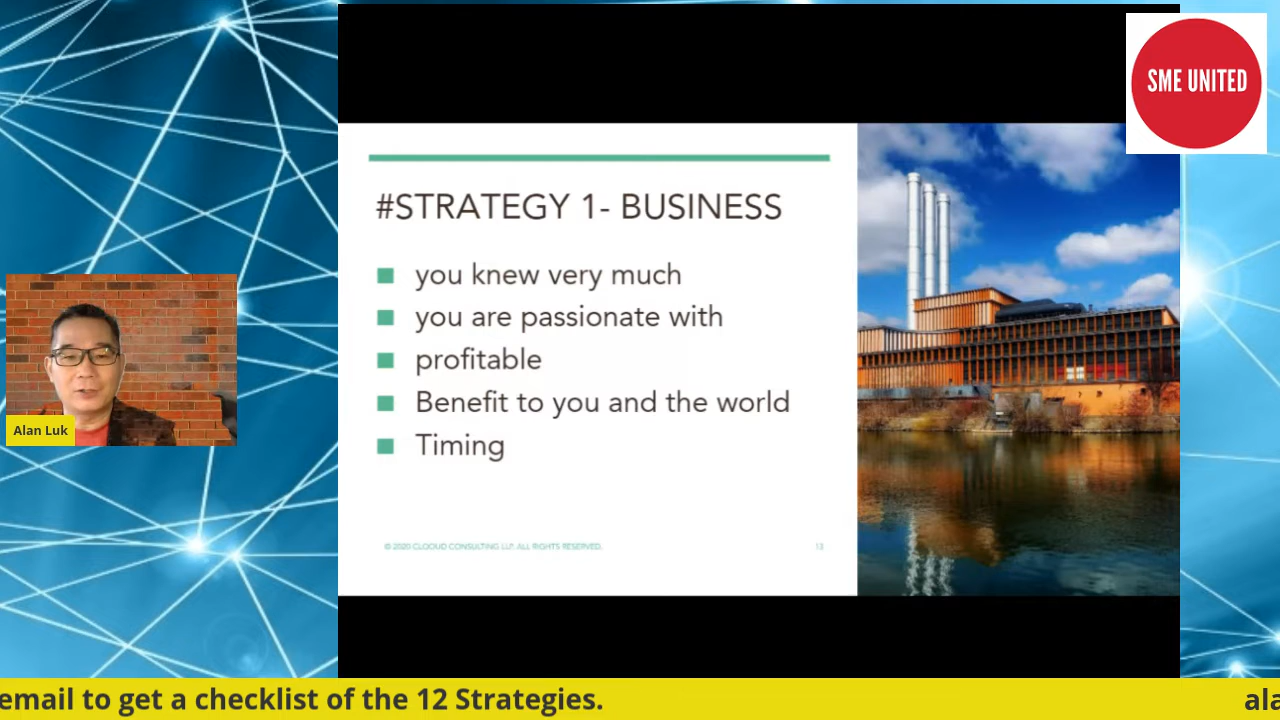 SME UNITED
#STRATEGY 1- BUSINESS
you knew very much
you are passionate with
profitable
Benefit to you and the world
Timing
© 2020 CLOOUD CONSULTING LLP. ALL RIGHTS RESERVED.
13
Alan Luk
email to get a checklist of the 12 Strategies.
ala